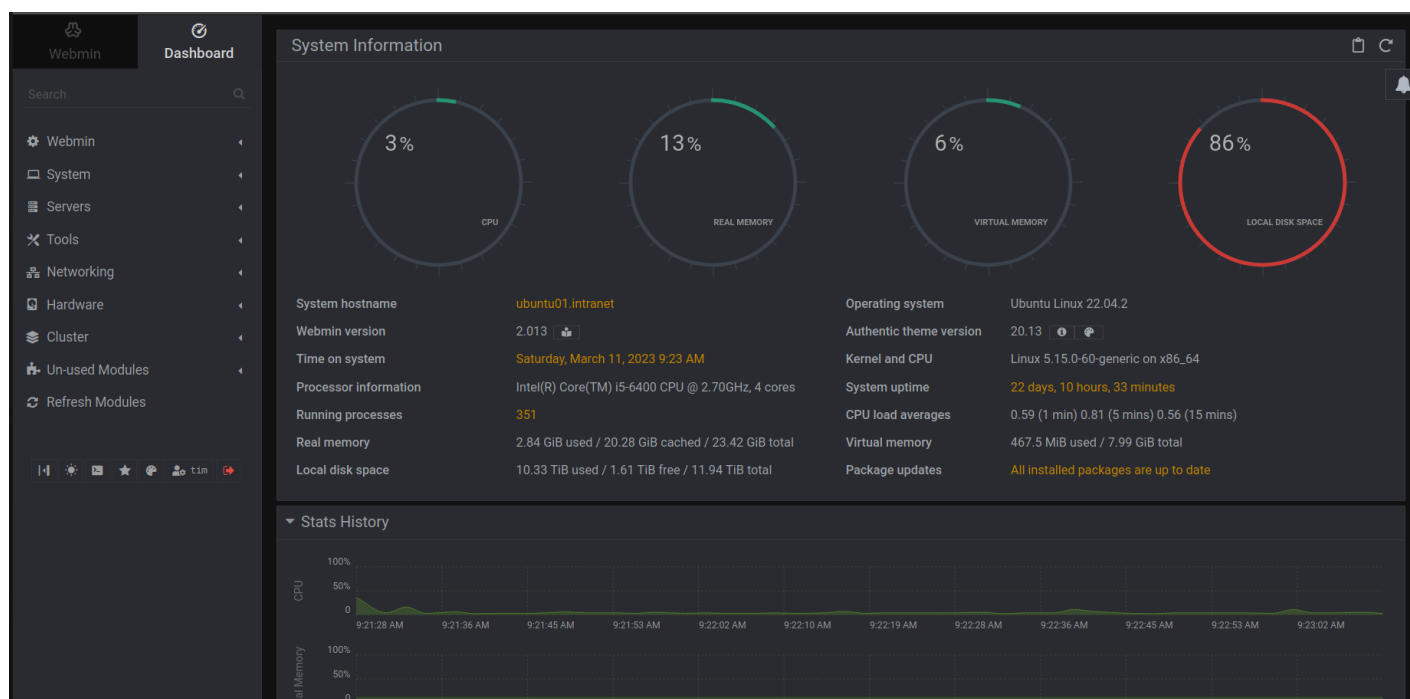 Webmin
Dashboard
Search
Webmin
System
Servers
Tools
Networking
Hardware
Cluster
Un-used Modules
Refresh Modules
tim
System Information
3%
CPU
13%
REAL MEMORY
6%
VIRTUAL MEMORY
86%
LOCAL DISK SPACE
System hostname ubuntu01.intranet Operating system Ubuntu Linux 22.04.2
Webmin version 2.013 Authentic theme version 20.13
Time on system Saturday, March 11, 2023 9:23 AM Kernel and CPU Linux 5.15.0-60-generic on x86_64
Processor information Intel(R) Core(TM) i5-6400 CPU @ 2.70GHz, 4 cores System uptime 22 days, 10 hours, 33 minutes
Running processes 351 CPU load averages 0.59 (1 min) 0.81 (5 mins) 0.56 (15 mins)
Real memory 2.84 GiB used / 20.28 GiB cached / 23.42 GiB total Virtual memory 467.5 MiB used / 7.99 GiB total
Local disk space 10.33 TiB used / 1.61 TiB free / 11.94 TiB total Package updates All installed packages are up to date
Stats History
CPU
100%
50%
0
9:21:28 AM 9:21:36 AM 9:21:45 AM 9:21:53 AM 9:22:02 AM 9:22:10 AM 9:22:19 AM 9:22:28 AM 9:22:36 AM 9:22:45 AM 9:22:53 AM 9:23:02 AM
Memory
100%
50%
0